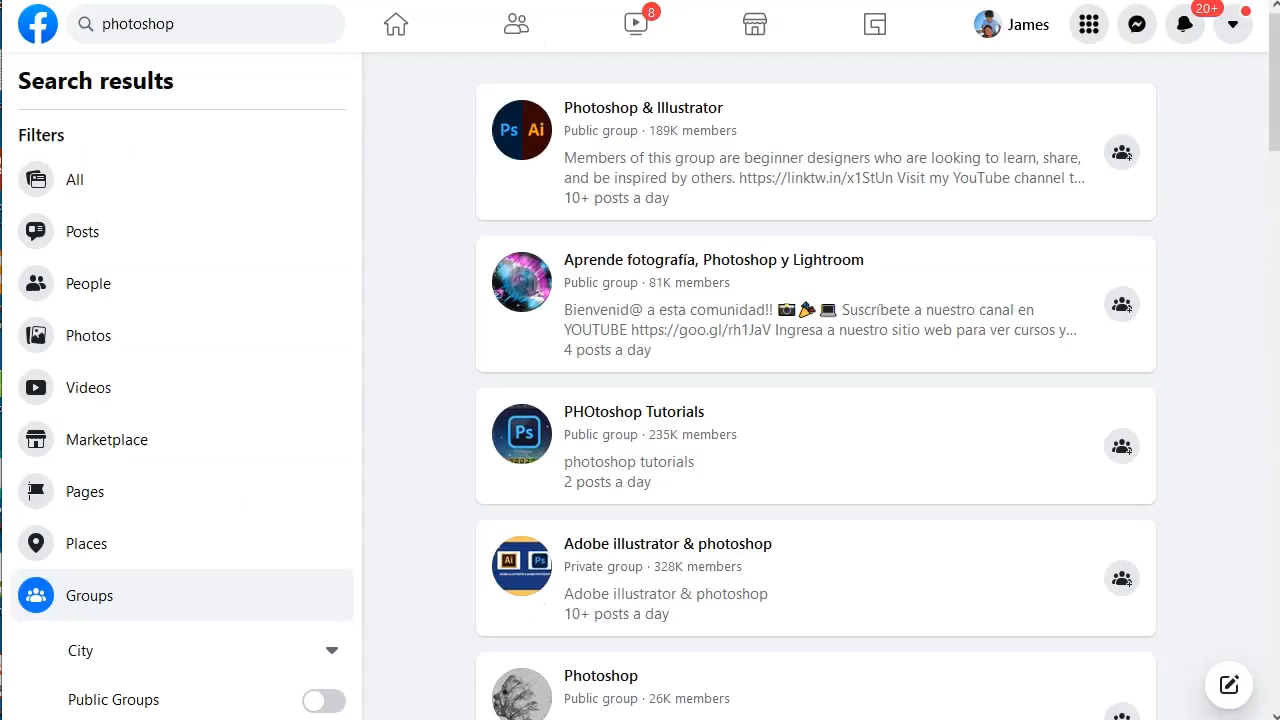 photoshop
8
James
20+
Search results
Filters
All
Posts
People
Photos
Videos
Marketplace
Pages
Places
Groups
City
Public Groups
Ps Ai
Photoshop & Illustrator
Public group · 189K members
Members of this group are beginner designers who are looking to learn, share,
and be inspired by others. https://linktw.in/x1StUn Visit my YouTube channel t...
10+ posts a day
Aprende fotografía, Photoshop y Lightroom
Public group · 81K members
Bienvenid@ a esta comunidad!! 📷🎉💻 Suscríbete a nuestro canal en
YOUTUBE https://goo.gl/rh1JaV Ingresa a nuestro sitio web para ver cursos y...
4 posts a day
Ps
PHOtoshop Tutorials
Public group · 235K members
photoshop tutorials
2 posts a day
Ai Ps
Adobe illustrator & photoshop
Private group · 328K members
Adobe illustrator & photoshop
10+ posts a day
Photoshop
Public group · 26K members